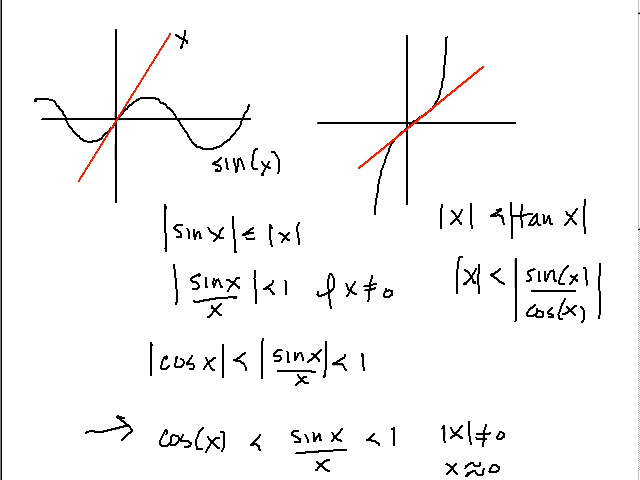 x
sin(x)
|sin x| ≤ |x|
|x| < |tan x|
|sin x / x| < 1 if x ≠ 0
|x| < |sin(x) / cos(x)|
|cos x| < |sin x / x| < 1
→ cos(x) < sin x / x < 1 |x| ≠ 0
x ≈ 0